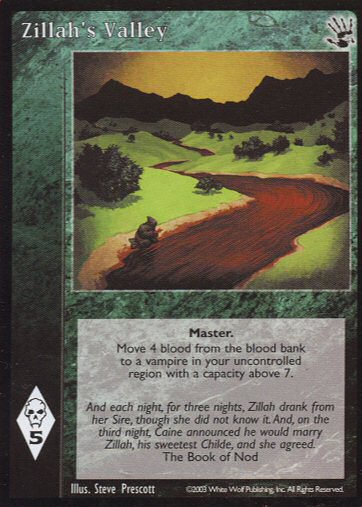 Zillah's Valley
Master.
Move 4 blood from the blood bank
to a vampire in your uncontrolled
region with a capacity above 7.
And each night, for three nights, Zillah drank from
her Sire, though she did not know it. And, on the
third night, Caine announced he would marry
Zillah, his sweetest Childe, and she agreed.
The Book of Nod
5
Illus. Steve Prescott
©2003 White Wolf Publishing, Inc. All Rights Reserved.